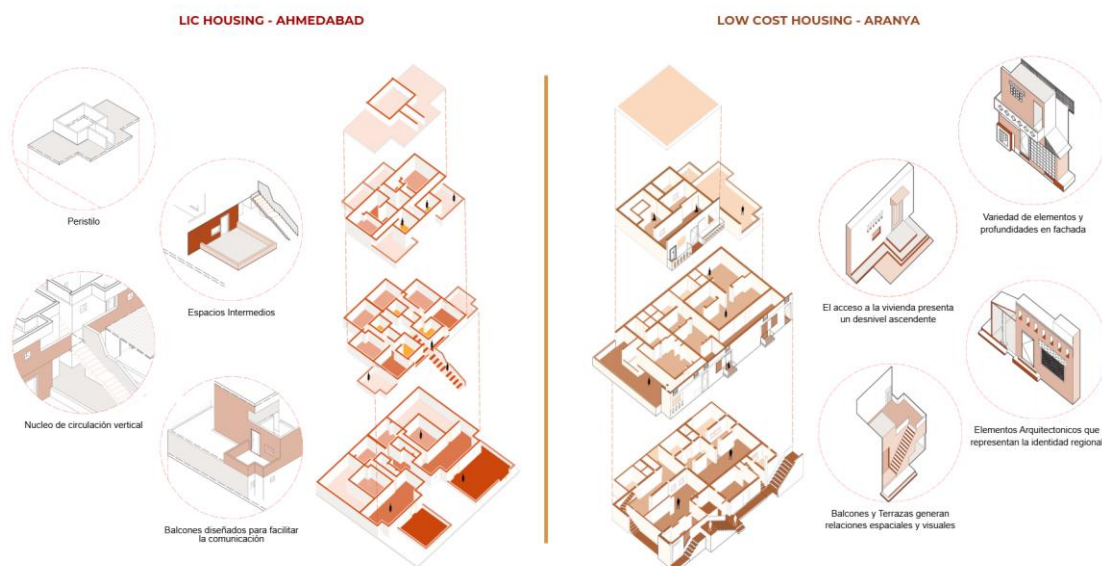 LIC HOUSING - AHMEDABAD
Peristilo
Espacios Intermedios
Nucleo de circulación vertical
Balcones diseñados para facilitar
la comunicación
LOW COST HOUSING - ARANYA
Variedad de elementos y
profundidades en fachada
El acceso a la vivienda presenta
un desnivel ascendente
Elementos Arquitectonicos que
representan la identidad regional
Balcones y Terrazas generan
relaciones espaciales y visuales